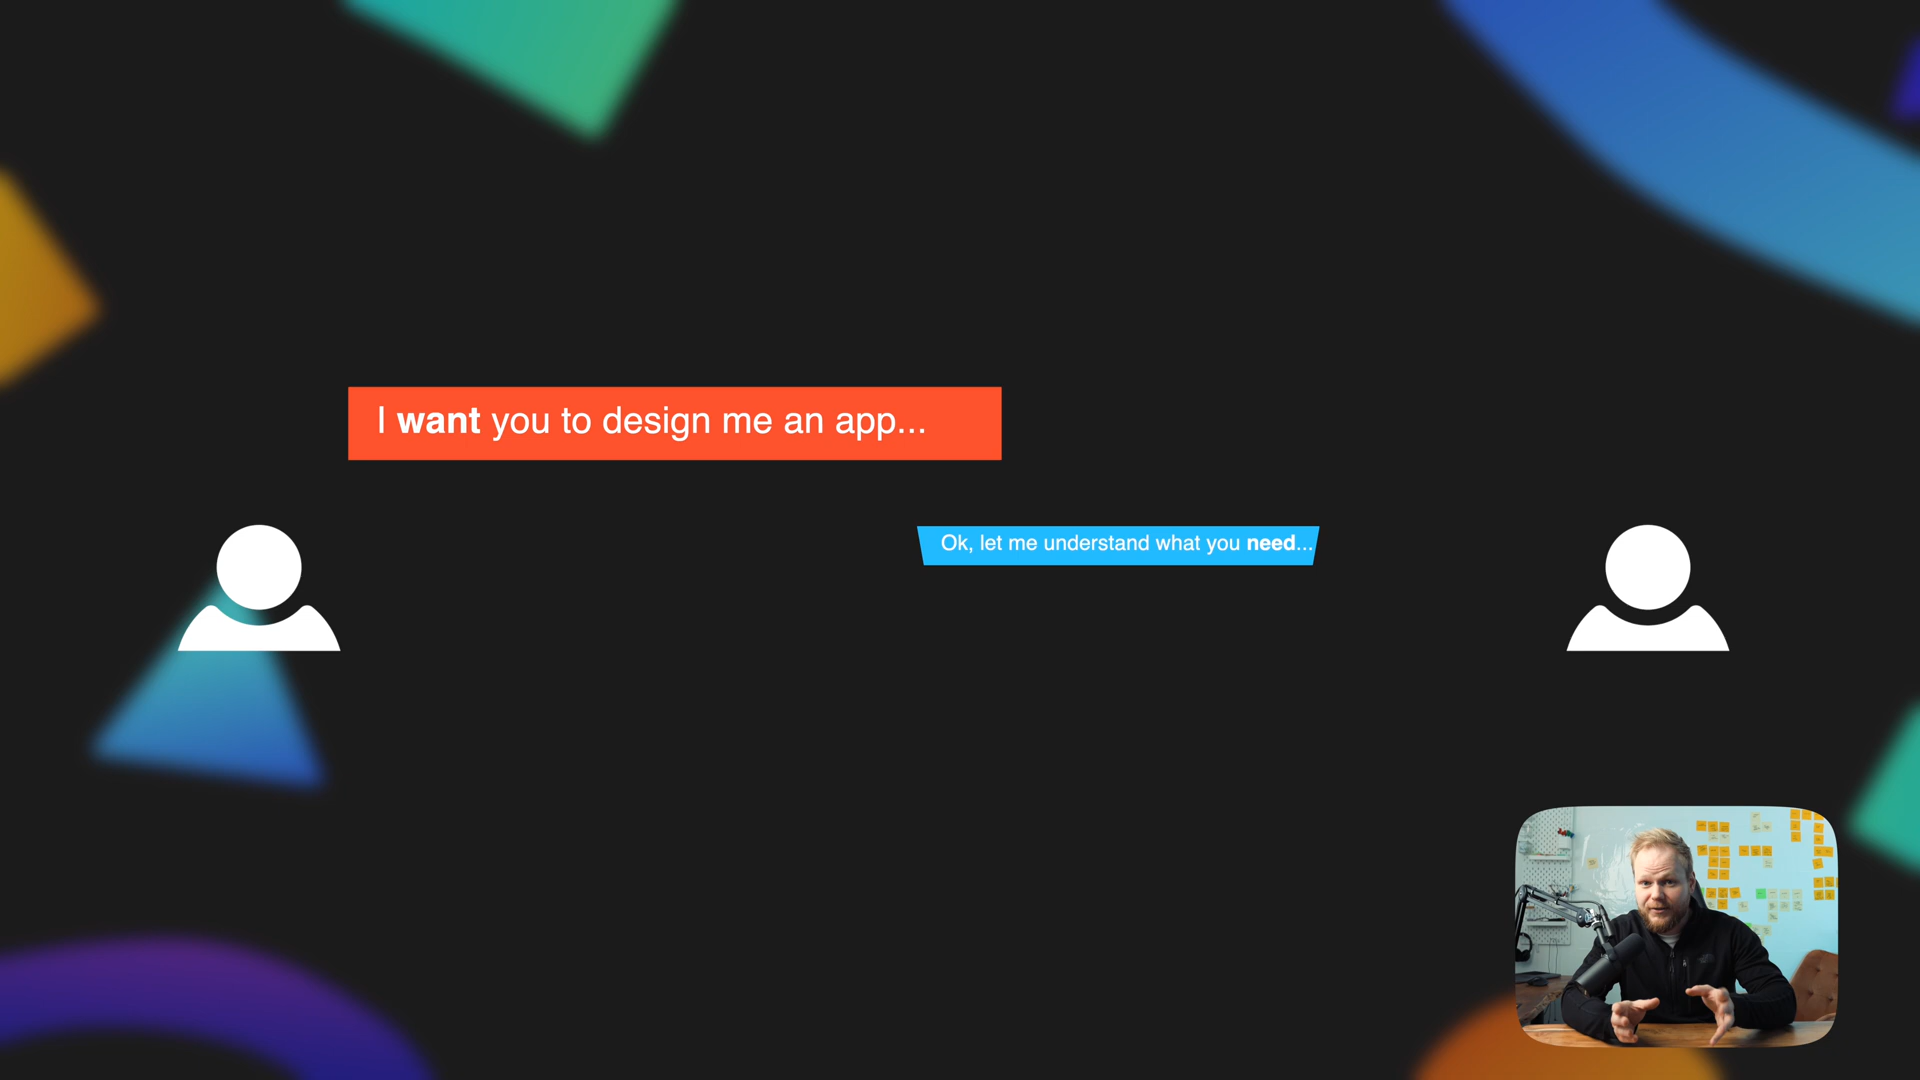 I want you to design me an app...
Ok, let me understand what you need...